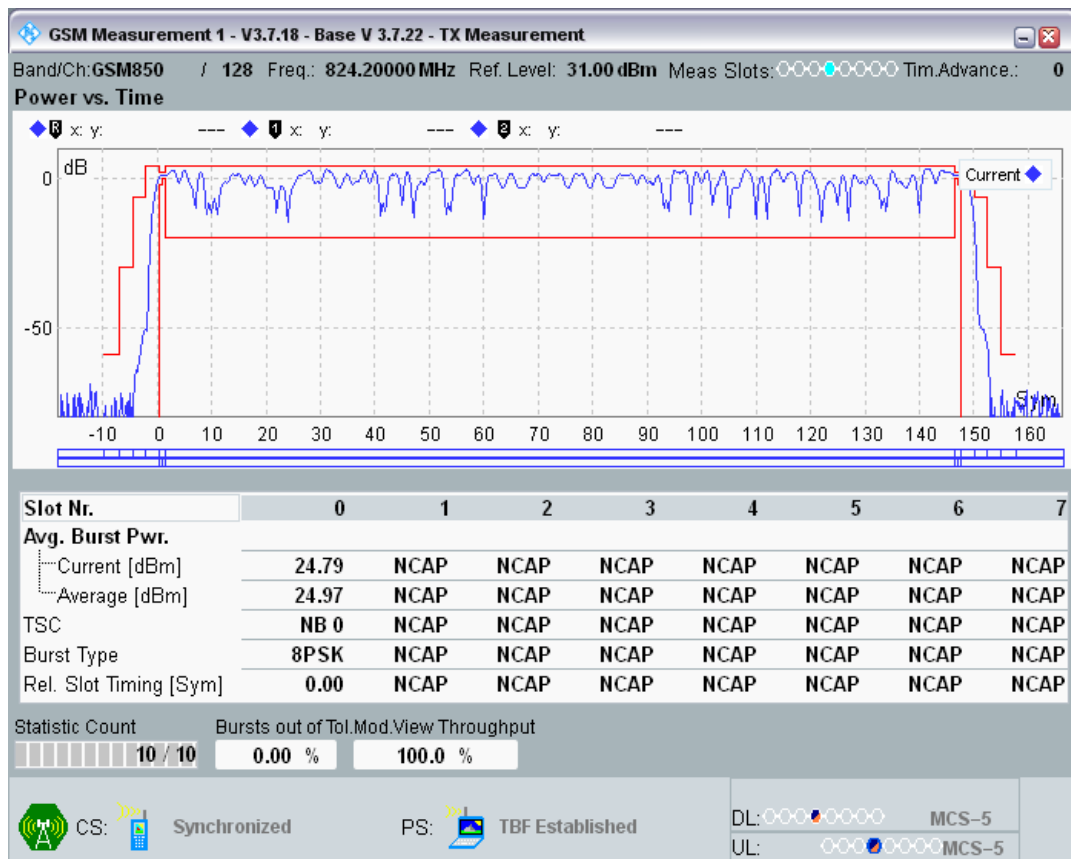 GSM Measurement 1 - V3.7.18 - Base V 3.7.22 - TX Measurement
Band/Ch:GSM850 / 128 Freq.: 824.20000 MHz Ref. Level: 31.00 dBm Meas Slots: Tim.Advance.: 0
Power vs. Time
R x: y: --- 1 x: y: --- 2 x: y: ---
dB
Current
0
-50
Sym
-10 0 10 20 30 40 50 60 70 80 90 100 110 120 130 140 150 160
Slot Nr. 0 1 2 3 4 5 6 7
Avg. Burst Pwr.
Current [dBm] 24.79 NCAP NCAP NCAP NCAP NCAP NCAP NCAP
Average [dBm] 24.97 NCAP NCAP NCAP NCAP NCAP NCAP NCAP
TSC NB 0 NCAP NCAP NCAP NCAP NCAP NCAP NCAP
Burst Type 8PSK NCAP NCAP NCAP NCAP NCAP NCAP NCAP
Rel. Slot Timing [Sym] 0.00 NCAP NCAP NCAP NCAP NCAP NCAP NCAP
Statistic Count Bursts out of Tol.Mod.View Throughput
10 / 10 0.00 % 100.0 %
CS: Synchronized PS: TBF Established
DL: MCS-5
UL: MCS-5